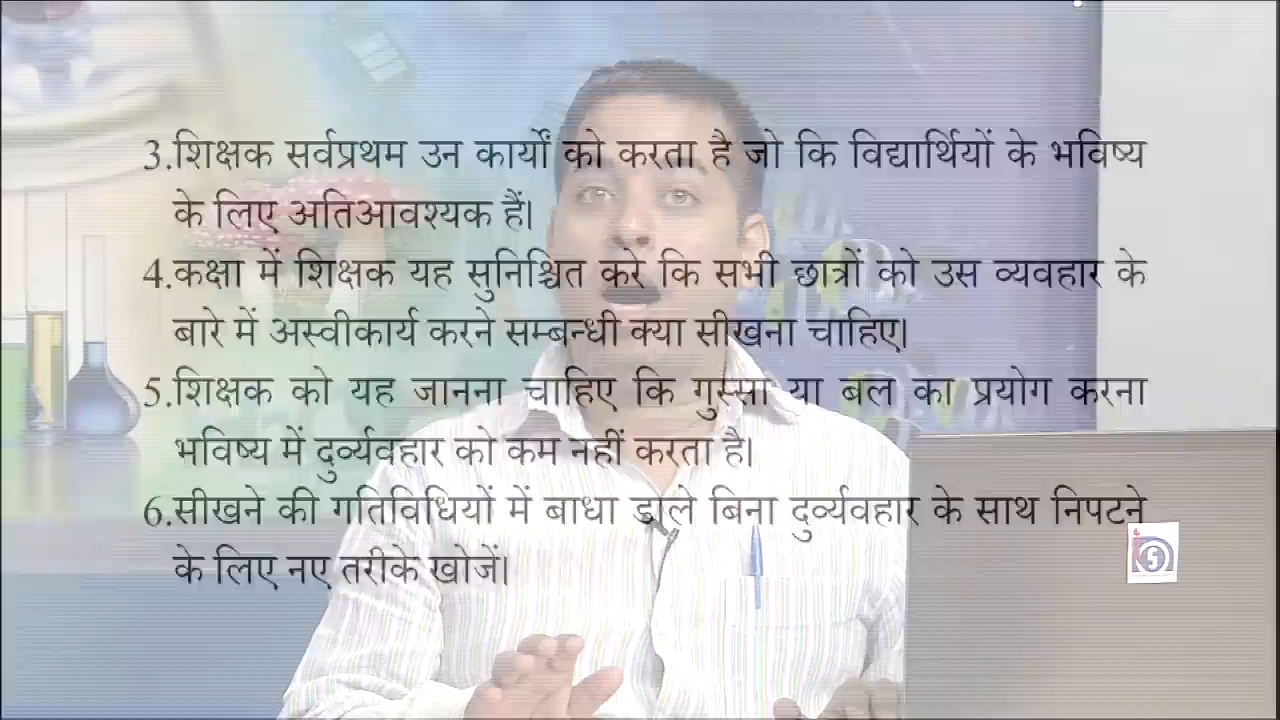 3.शिक्षक सर्वप्रथम उन कार्यों को करता है जो कि विद्यार्थियों के भविष्य
के लिए अतिआवश्यक हैं।
4.कक्षा में शिक्षक यह सुनिश्चित करें कि सभी छात्रों को उस व्यवहार के
बारे में अस्वीकार्य करने सम्बन्धी क्या सीखना चाहिए।
5.शिक्षक को यह जानना चाहिए कि गुस्सा या बल का प्रयोग करना
भविष्य में दुर्व्यवहार को कम नहीं करता है।
6.सीखने की गतिविधियों में बाधा डाले बिना दुर्व्यवहार के साथ निपटने
के लिए नए तरीके खोजें।